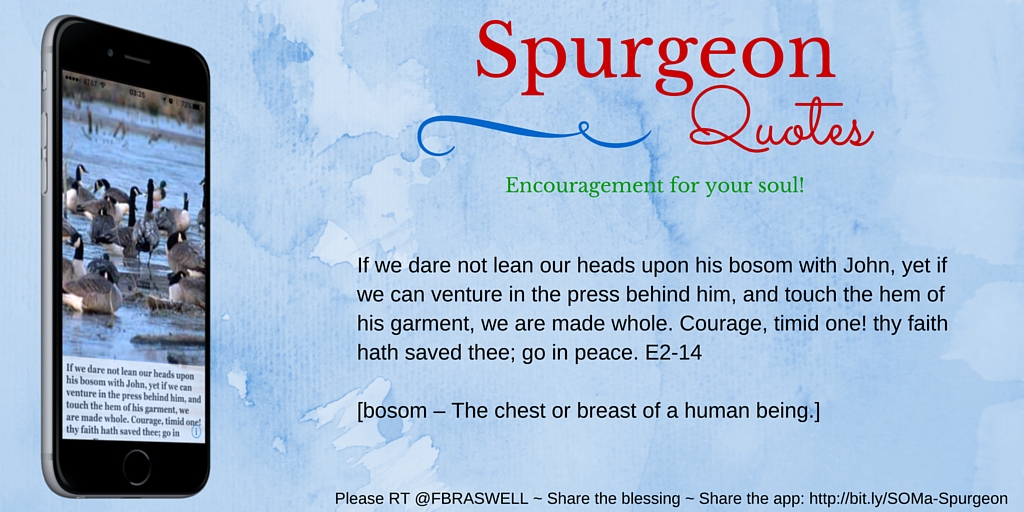 Spurgeon
Quotes
Encouragement for your soul!
If we dare not lean our heads upon his bosom with John, yet if
we can venture in the press behind him, and touch the hem of
his garment, we are made whole. Courage, timid one! thy faith
hath saved thee; go in peace. E2-14
[bosom – The chest or breast of a human being.]
AT&T
03:26
If we dare not lean our heads upon
his bosom with John, yet if we can
venture in the press behind him, and
touch the hem of his garment, we
are made whole. Courage, timid one!
thy faith hath saved thee; go in
Please RT @FBRASWELL ~ Share the blessing ~ Share the app: http://bit.ly/SOMa-Spurgeon